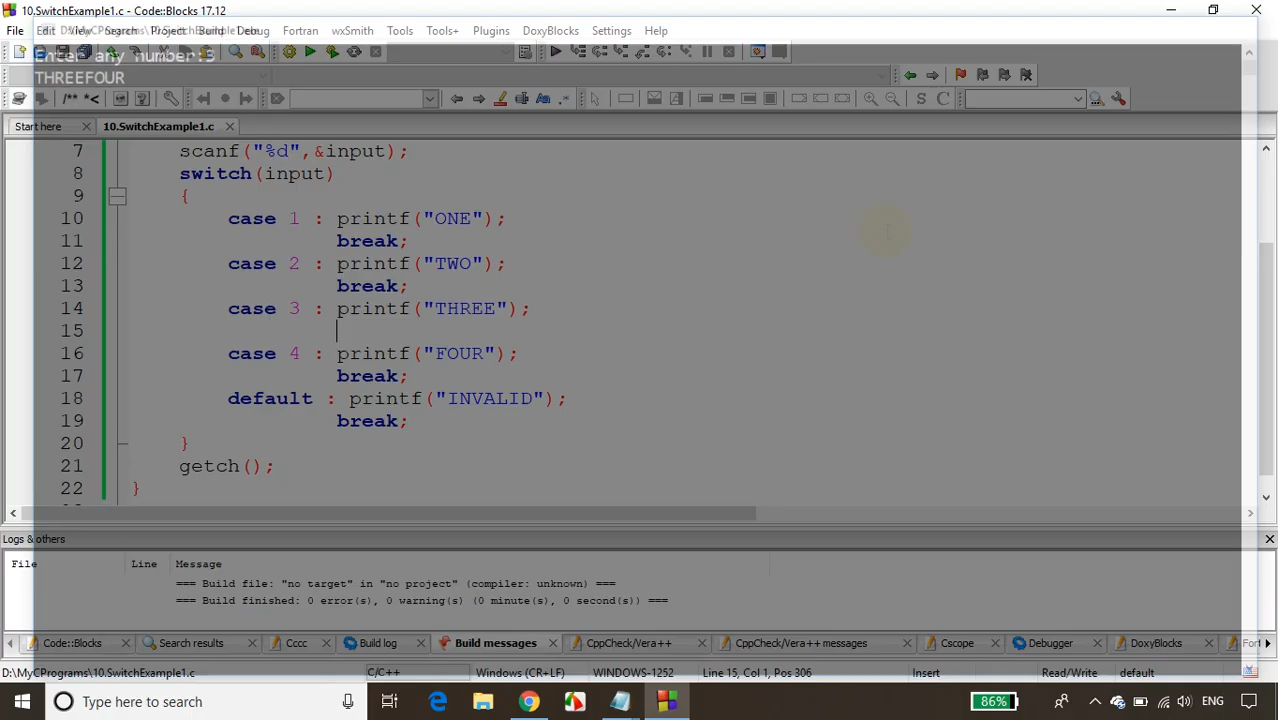 10.SwitchExample1.c - Code::Blocks 17.12
D:\MyCPrograms\10.SwitchExample1.exe
File Edit View Search Project Build Debug Fortran wxSmith Tools Tools+ Plugins DoxyBlocks Settings Help
Enter any number:3
THREEFOUR
/** *<
S C
Start here
10.SwitchExample1.c
7 scanf("%d",&input);
8 switch(input)
9 {
10 case 1 : printf("ONE");
11 break;
12 case 2 : printf("TWO");
13 break;
14 case 3 : printf("THREE");
15
16 case 4 : printf("FOUR");
17 break;
18 default : printf("INVALID");
19 break;
20 }
21 getch();
22 }
Logs & others
File Line Message
=== Build file: "no target" in "no project" (compiler: unknown) ===
=== Build finished: 0 error(s), 0 warning(s) (0 minute(s), 0 second(s)) ===
Code::Blocks Search results Cccc Build log Build messages CppCheck/Vera++ CppCheck/Vera++ messages Cscope Debugger DoxyBlocks Fort
D:\MyCPrograms\10.SwitchExample1.c C/C++ Windows (CR+LF) WINDOWS-1252 Line 15, Col 1, Pos 306 Insert Read/Write default
Type here to search 86% ENG